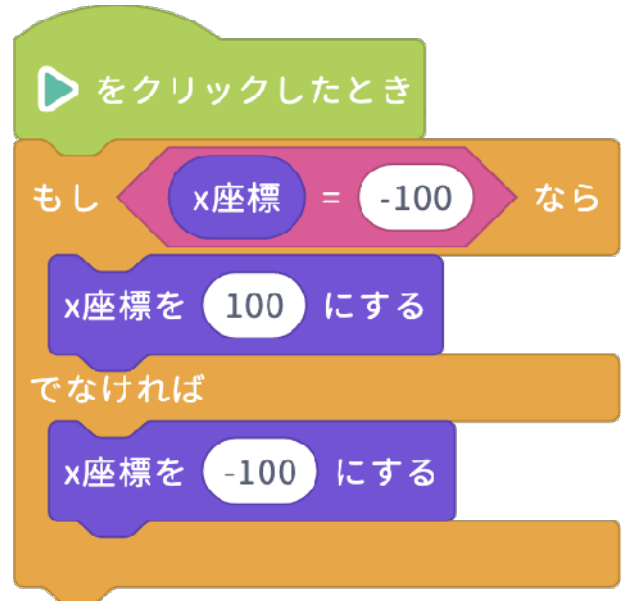 をクリックしたとき
もし x座標 = -100 なら
x座標を 100 にする
でなければ
x座標を -100 にする